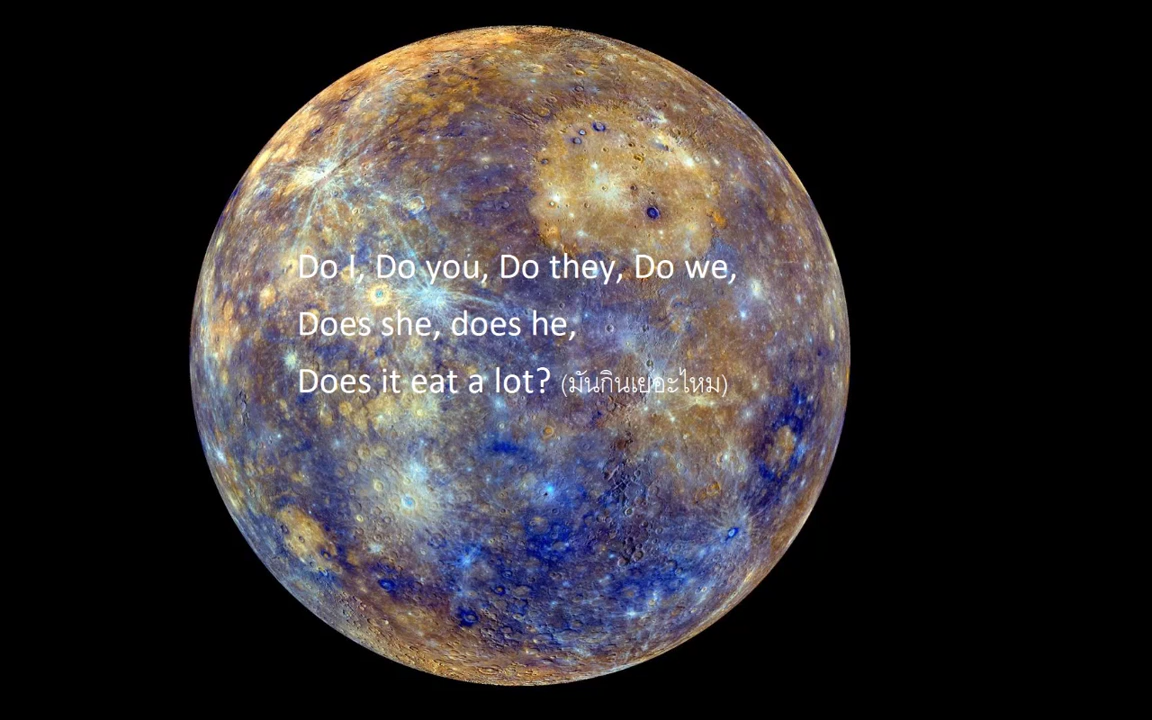 Do I, Do you, Do they, Do we,
Does she, does he,
Does it eat a lot? (มันกินเยอะไหม)